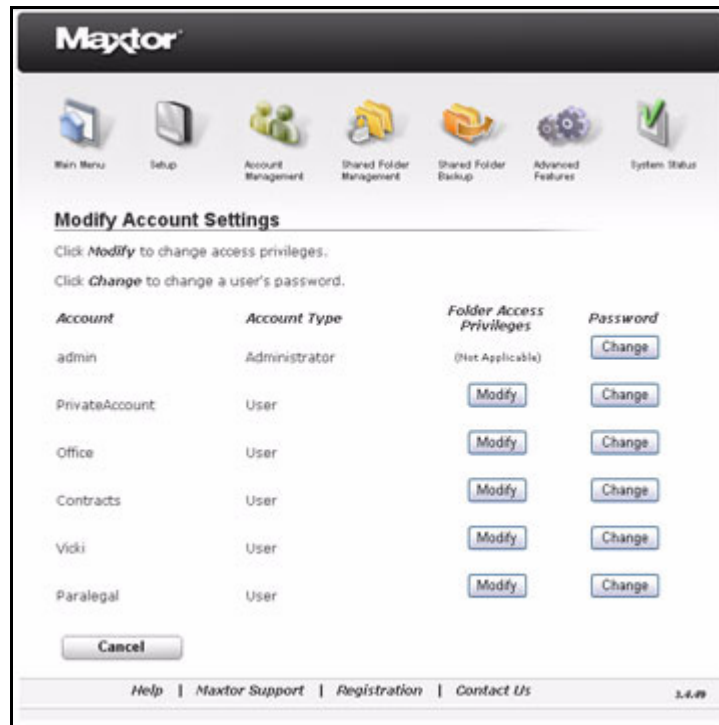 Maxtor
Main Menu
Setup
Account Management
Shared Folder Management
Shared Folder Backup
Advanced Features
System Status
Modify Account Settings
Click Modify to change access privileges.
Click Change to change a user's password.
Account Account Type Folder Access Privileges Password
admin Administrator (Not Applicable) Change
PrivateAccount User Modify Change
Office User Modify Change
Contracts User Modify Change
Vicki User Modify Change
Paralegal User Modify Change
Cancel
Help | Maxtor Support | Registration | Contact Us